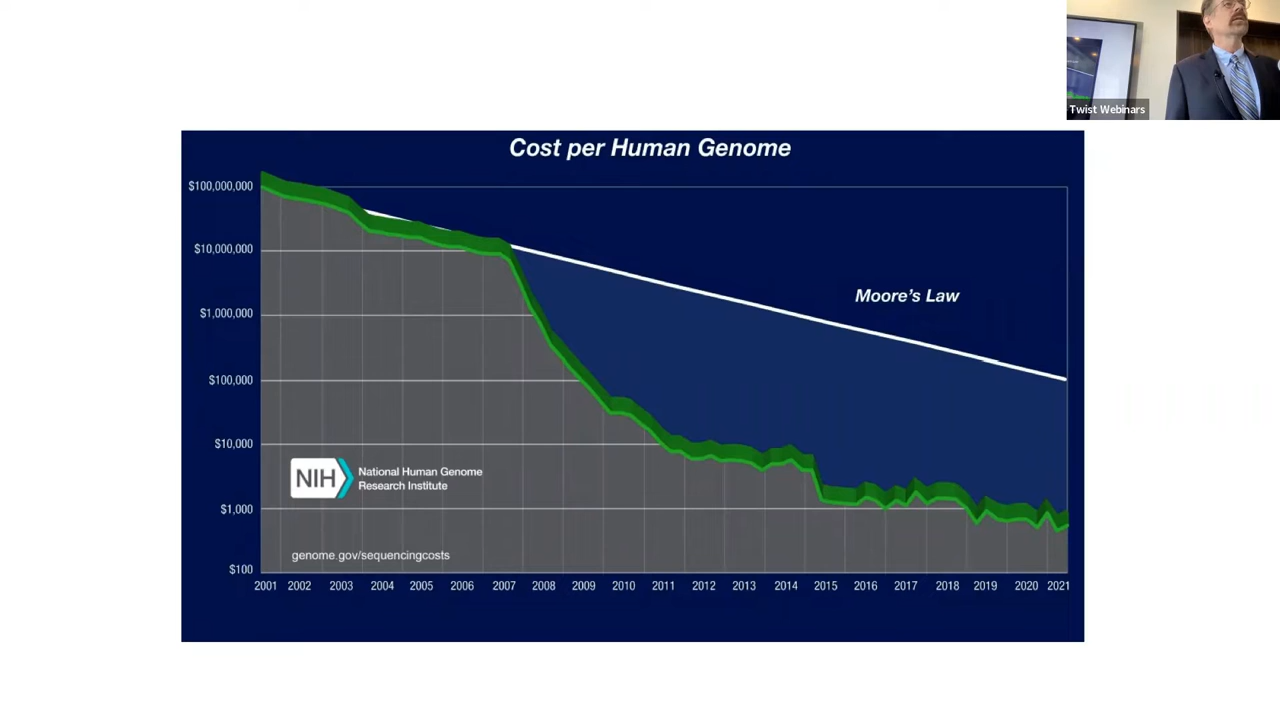 Twist Webinars
Cost per Human Genome
$100,000,000
$10,000,000
$1,000,000
$100,000
$10,000
$1,000
$100
Moore's Law
NIH
National Human Genome
Research Institute
genome.gov/sequencingcosts
2001 2002 2003 2004 2005 2006 2007 2008 2009 2010 2011 2012 2013 2014 2015 2016 2017 2018 2019 2020 2021